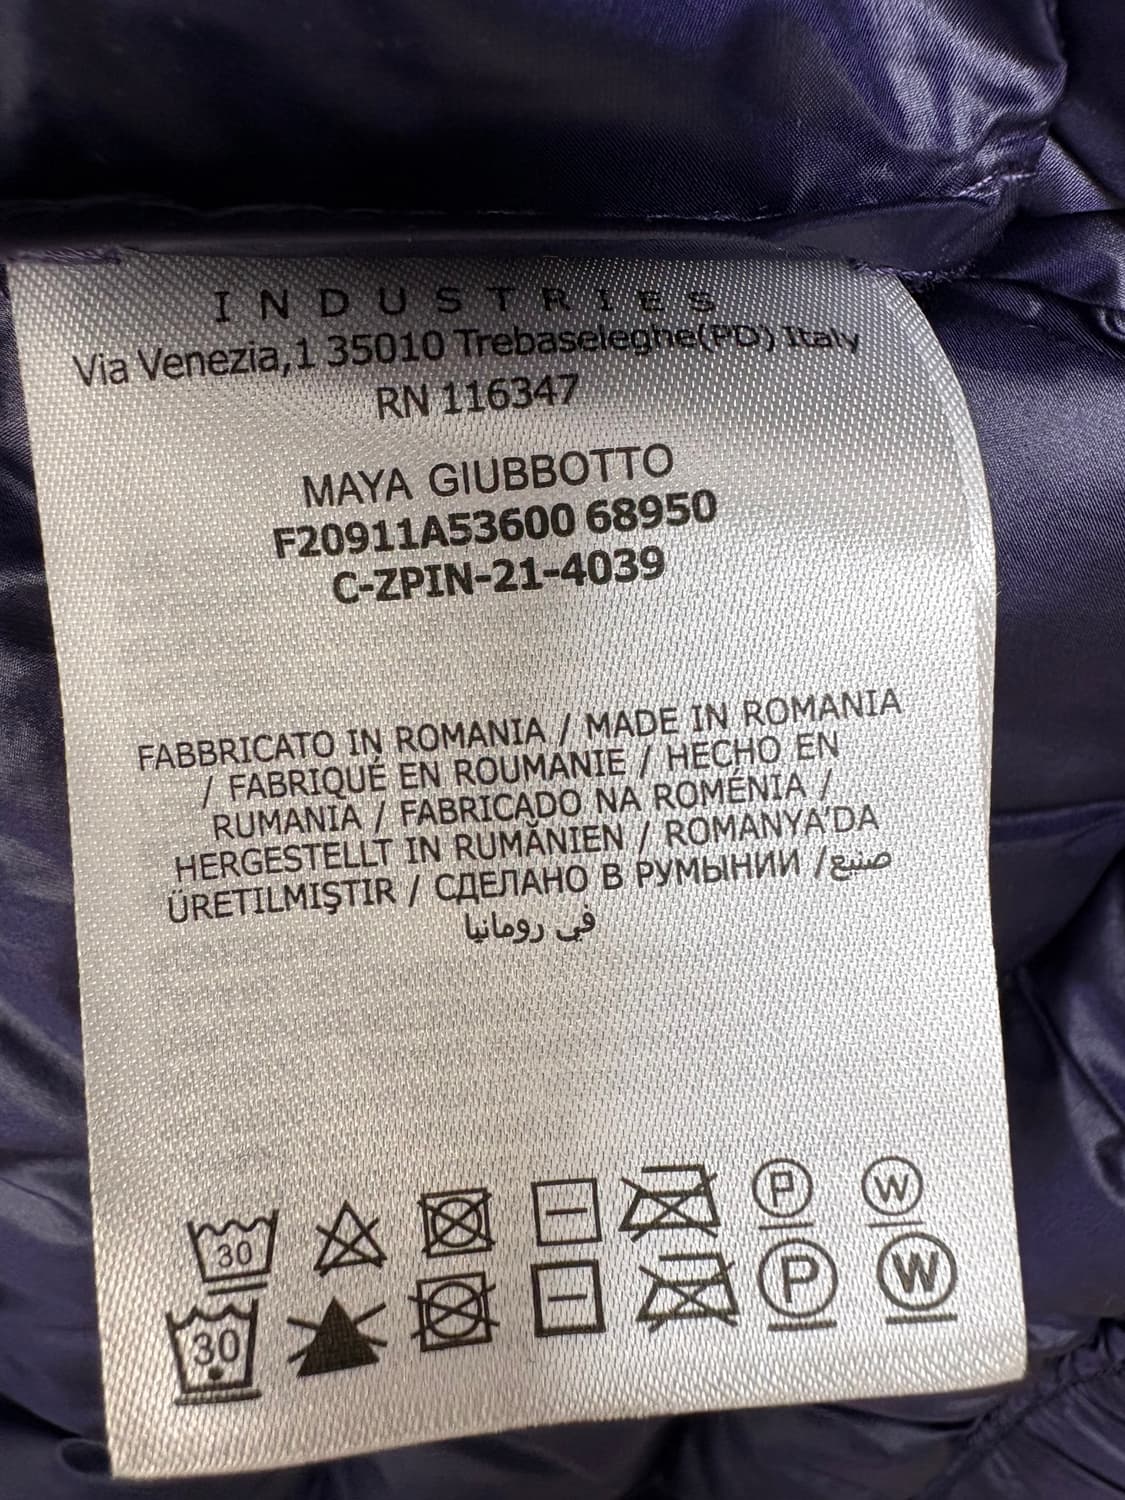 INDUSTRIES
Via Venezia,1 35010 Trebaseleghe(PD) Italy
RN 116347
MAYA GIUBBOTTO
F20911A53600 68950
C-ZPIN-21-4039
FABBRICATO IN ROMANIA / MADE IN ROMANIA
/ FABRIQUÉ EN ROUMANIE / HECHO EN
RUMANIA / FABRICADO NA ROMÉNIA /
HERGESTELLT IN RUMÄNIEN / ROMANYA'DA
ÜRETILMIŞTIR / СДЕЛАНО В РУМЫНИИ /صنيع
في رومانيا
30 P W
30 P W